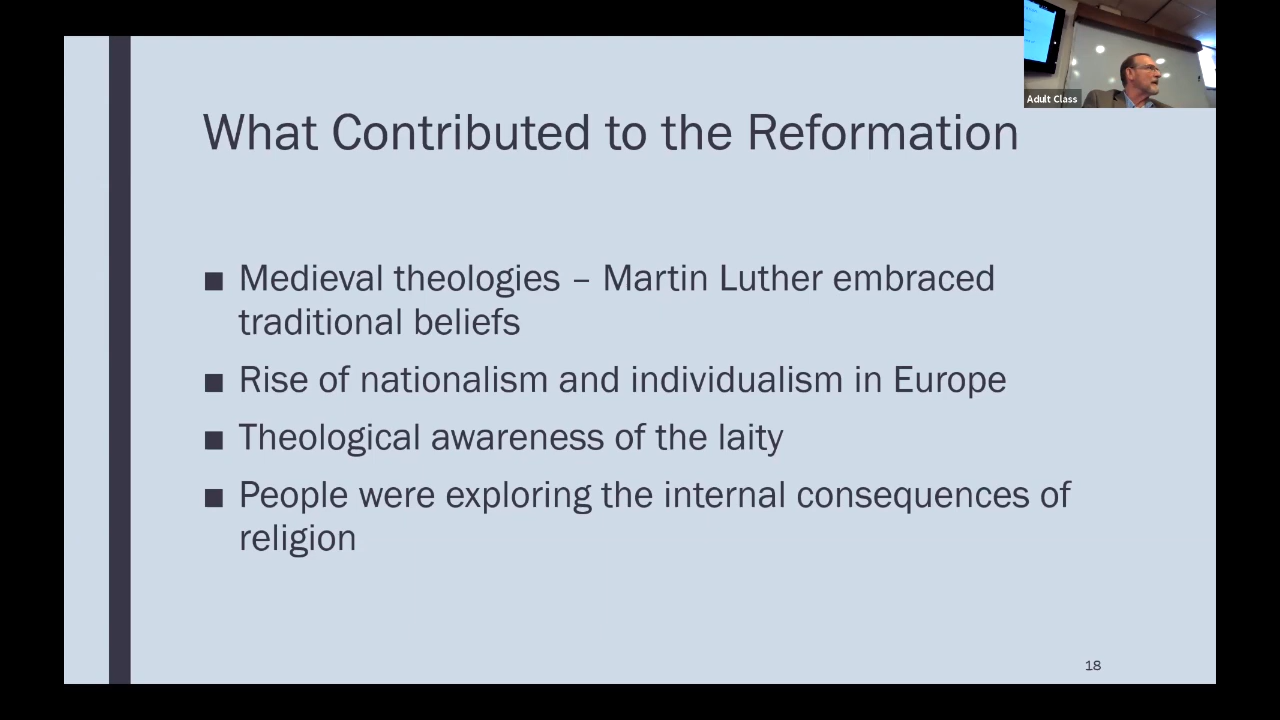 Adult Class
What Contributed to the Reformation
■ Medieval theologies – Martin Luther embraced
traditional beliefs
■ Rise of nationalism and individualism in Europe
■ Theological awareness of the laity
■ People were exploring the internal consequences of
religion
18